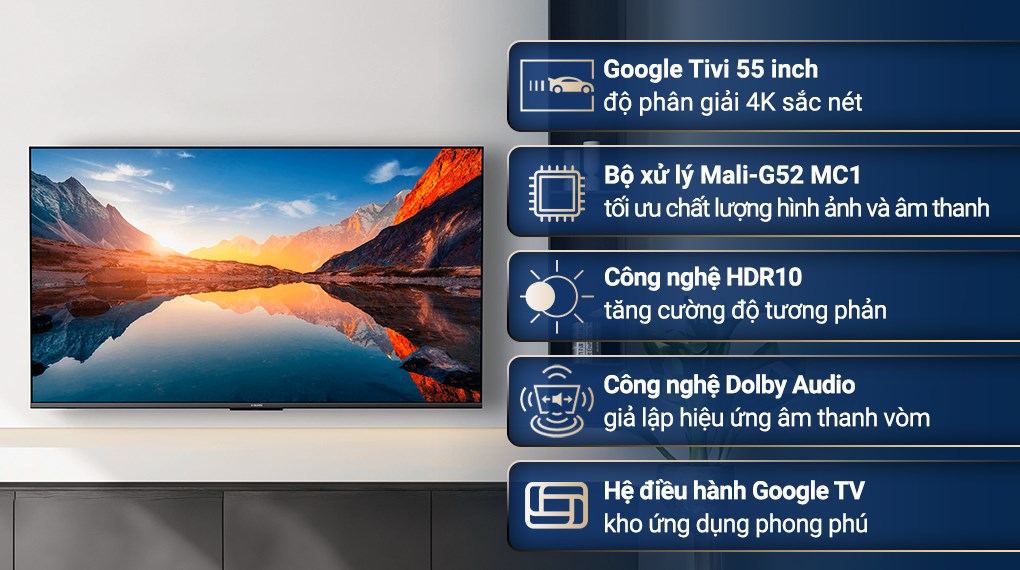 Google Tivi 55 inch
độ phân giải 4K sắc nét
Bộ xử lý Mali-G52 MC1
tối ưu chất lượng hình ảnh và âm thanh
Công nghệ HDR10
tăng cường độ tương phản
Công nghệ Dolby Audio
giả lập hiệu ứng âm thanh vòm
Hệ điều hành Google TV
kho ứng dụng phong phú